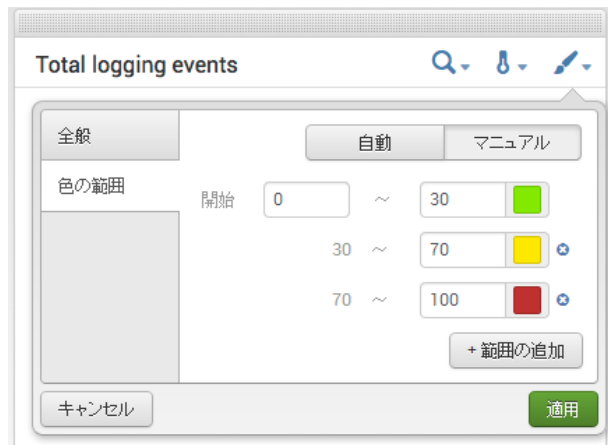 Total logging events
全般
自動 マニュアル
色の範囲
開始 0 ~ 30
30 ~ 70
70 ~ 100
+ 範囲の追加
キャンセル 適用